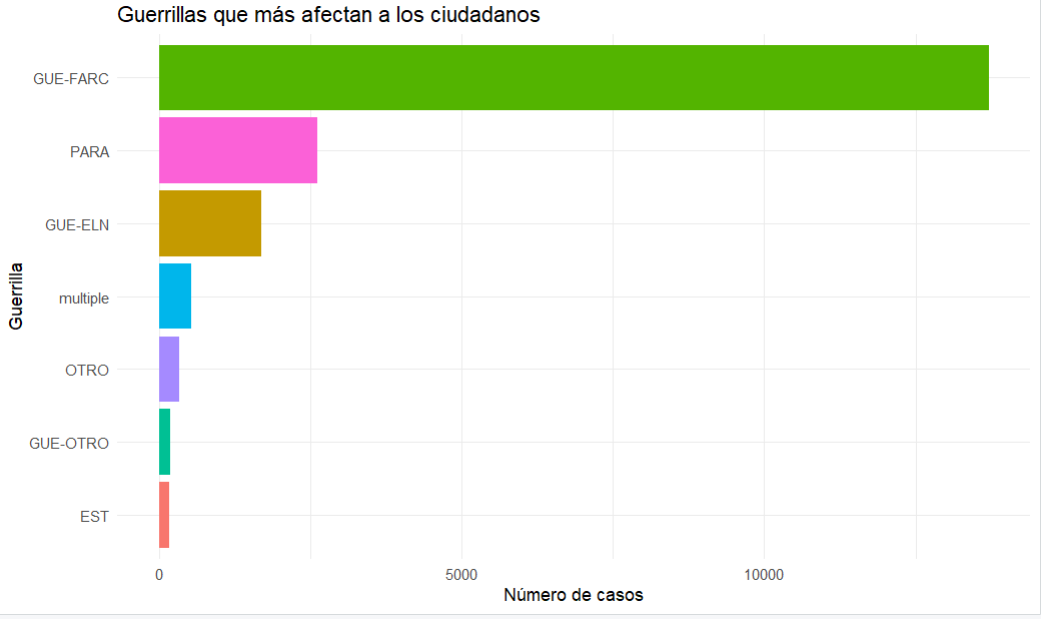 Guerrillas que más afectan a los ciudadanos
GUE-FARC
PARA
GUE-ELN
multiple
OTRO
GUE-OTRO
EST
Guerrilla
0 5000 10000
Número de casos